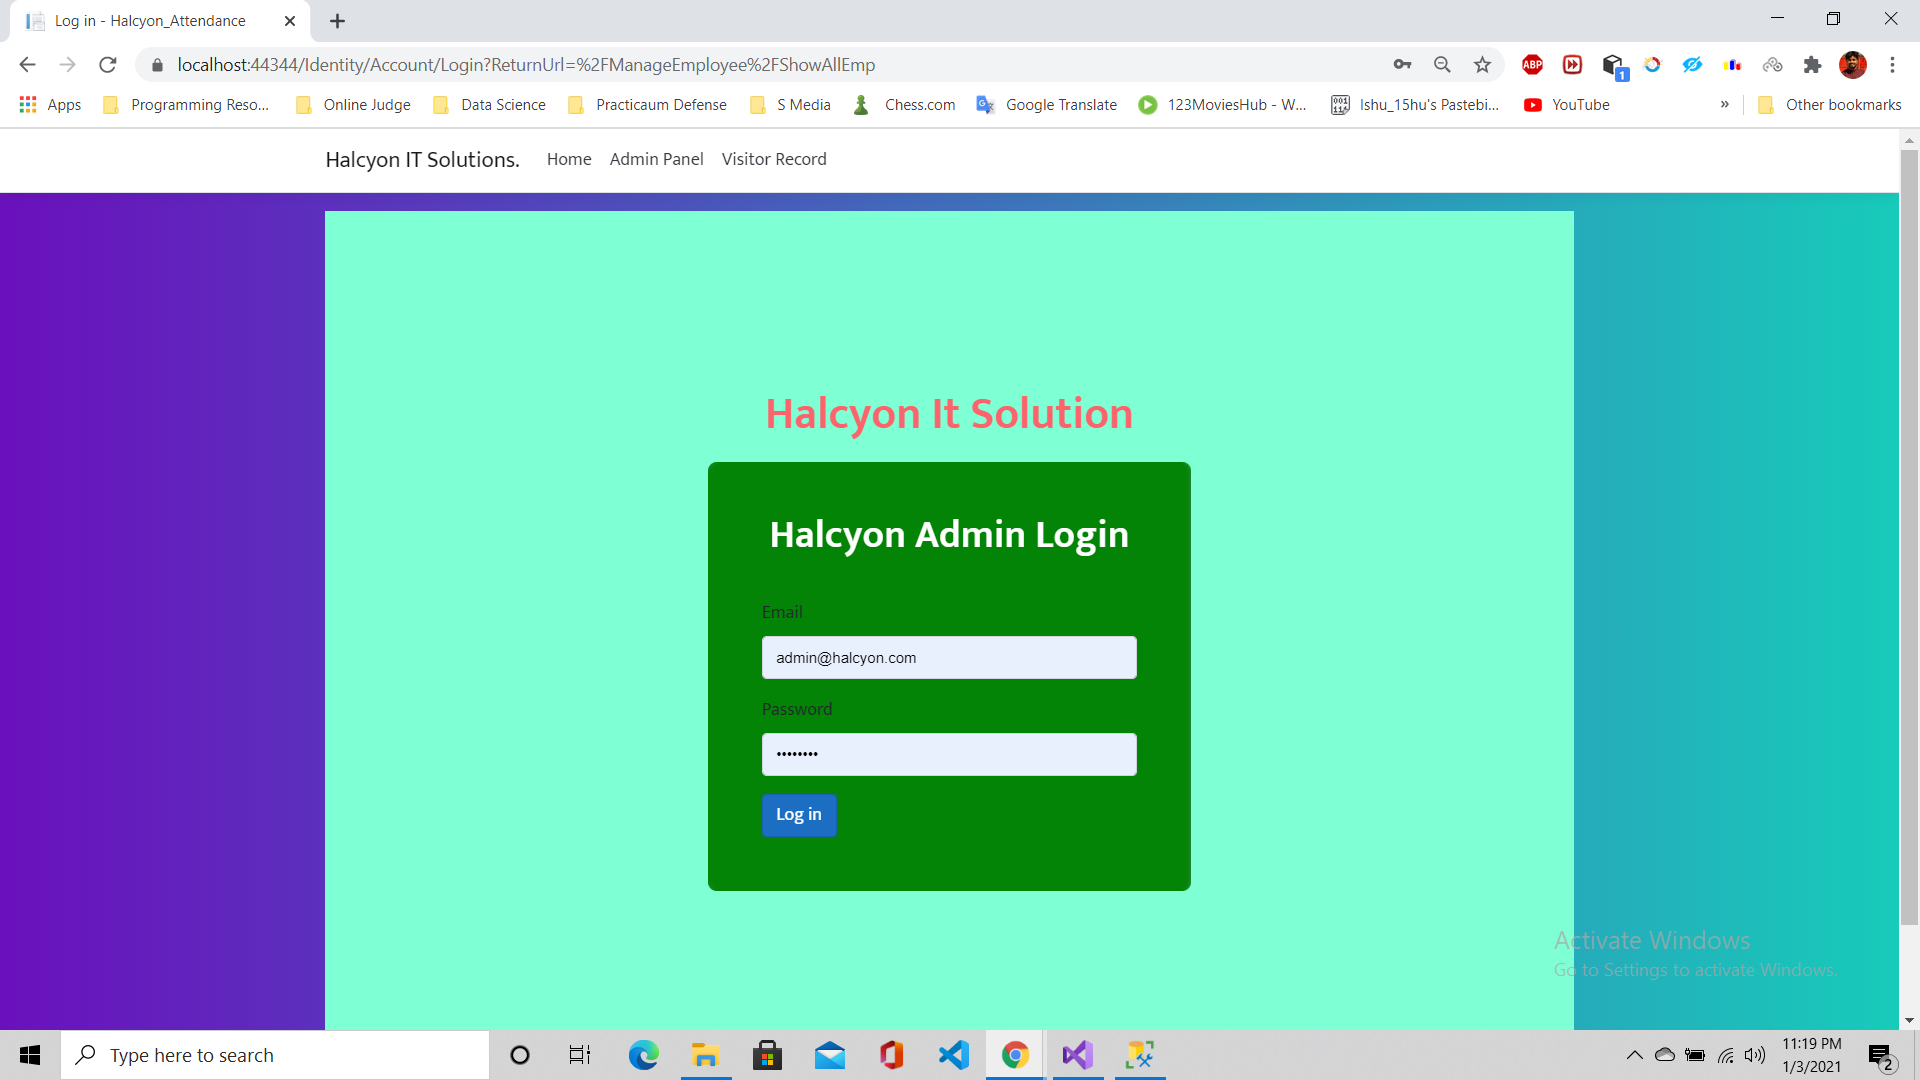 Log in - Halcyon_Attendance
localhost:44344/Identity/Account/Login?ReturnUrl=%2FManageEmployee%2FShowAllEmp
ABP
1
Apps
Programming Reso...
Online Judge
Data Science
Practicaum Defense
S Media
Chess.com
Google Translate
123MoviesHub - W...
Ishu_15hu's Pastebi...
YouTube
»
Other bookmarks
Halcyon IT Solutions.
Home
Admin Panel
Visitor Record
Halcyon It Solution
Halcyon Admin Login
Email
admin@halcyon.com
Password
••••••••
Log in
Activate Windows
Go to Settings to activate Windows.
Type here to search
11:19 PM
1/3/2021
2